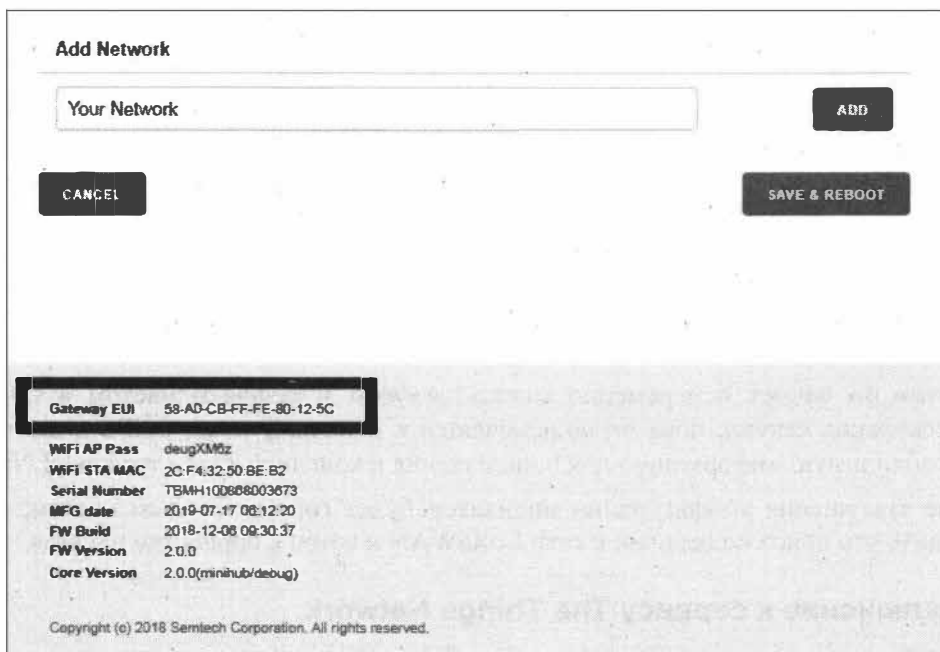 Add Network
Your Network
ADD
CANCEL
SAVE & REBOOT
Gateway EUI 58-AD-CB-FF-FE-80-12-5C
WiFi AP Pass deugXM6z
WiFi STA MAC 2C:F4:32:50:8E:B2
Serial Number TBMH100868003673
MFG date 2019-07-17 08:31:20
FW Build 2018-12-06 09:30:37
FW Version 2.0.0
Core Version 2.0.0(minihub/debug)
Copyright (c) 2018 Semtech Corporation. All rights reserved.